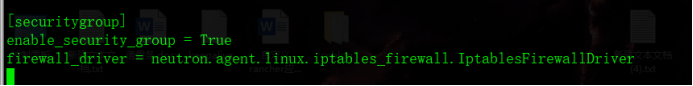 [securitygroup]
enable_security_group = True
firewall_driver = neutron.agent.linux.iptables_firewall.IptablesFirewallDriver